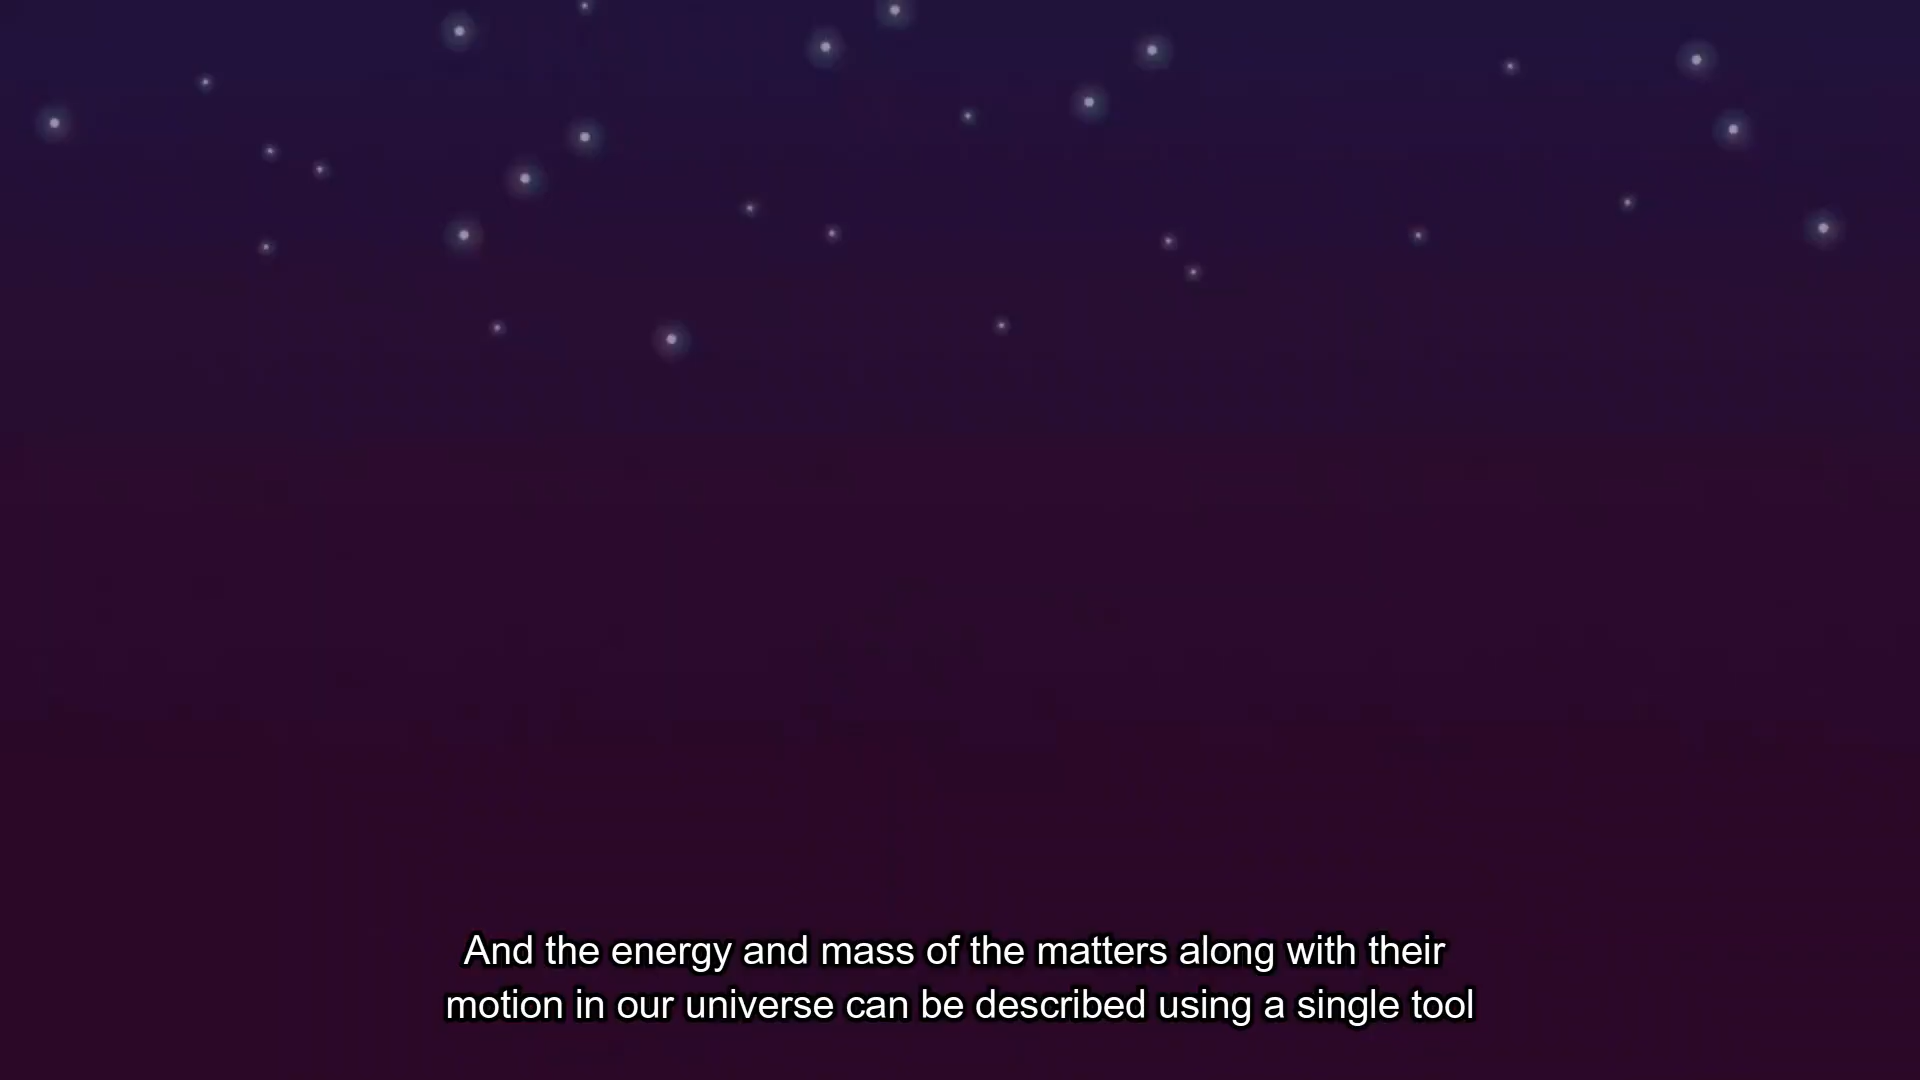 And the energy and mass of the matters along with their
motion in our universe can be described using a single tool